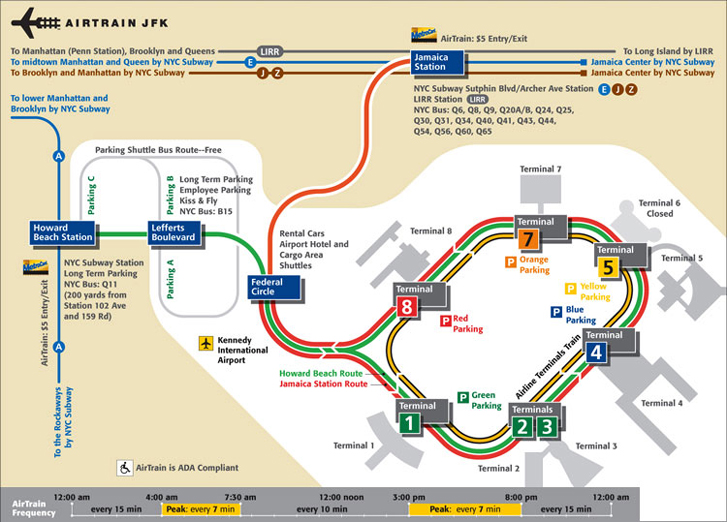 AIRTRAIN JFK
MetroCard
AirTrain: $5 Entry/Exit
To Manhattan (Penn Station), Brooklyn and Queens
LIRR
To Long Island by LIRR
To midtown Manhattan and Queen by NYC Subway
E
Jamaica Center by NYC Subway
To Brooklyn and Manhattan by NYC Subway
J Z
Jamaica Center by NYC Subway
Jamaica
Station
NYC Subway Sutphin Blvd/Archer Ave Station E J Z
LIRR Station LIRR
NYC Bus: Q6, Q8, Q9, Q20A/B, Q24, Q25,
Q30, Q31, Q34, Q40, Q41, Q43, Q44,
Q54, Q56, Q60, Q65
To lower Manhattan and
Brooklyn by NYC Subway
A
Parking Shuttle Bus Route--Free
Parking C
Parking B
Long Term Parking
Employee Parking
Kiss & Fly
NYC Bus: B15
Howard
Beach Station
Lefferts
Boulevard
Parking A
MetroCard
AirTrain: $5 Entry/Exit
NYC Subway Station
Long Term Parking
NYC Bus: Q11
(200 yards from
Station 102 Ave
and 159 Rd)
A
To the Rockaways
by NYC Subway
Rental Cars
Airport Hotel and
Cargo Area
Shuttles
Federal
Circle
Kennedy
International
Airport
Howard Beach Route
Jamaica Station Route
Terminal 7
Terminal
7
P Orange
Parking
Terminal 6
Closed
Terminal
5
Terminal 5
P Yellow
Parking
P Blue
Parking
Terminal 8
Terminal
8
P Red
Parking
Airline Terminals Train
Terminal
4
Terminal 4
P Green
Parking
Terminal
1
Terminal 1
Terminals
2 3
Terminal 3
Terminal 2
AirTrain is ADA Compliant
12:00 am
4:00 am
7:30 am
12:00 noon
3:00 pm
8:00 pm
12:00 am
AirTrain
Frequency
every 15 min
Peak: every 7 min
every 10 min
Peak: every 7 min
every 15 min